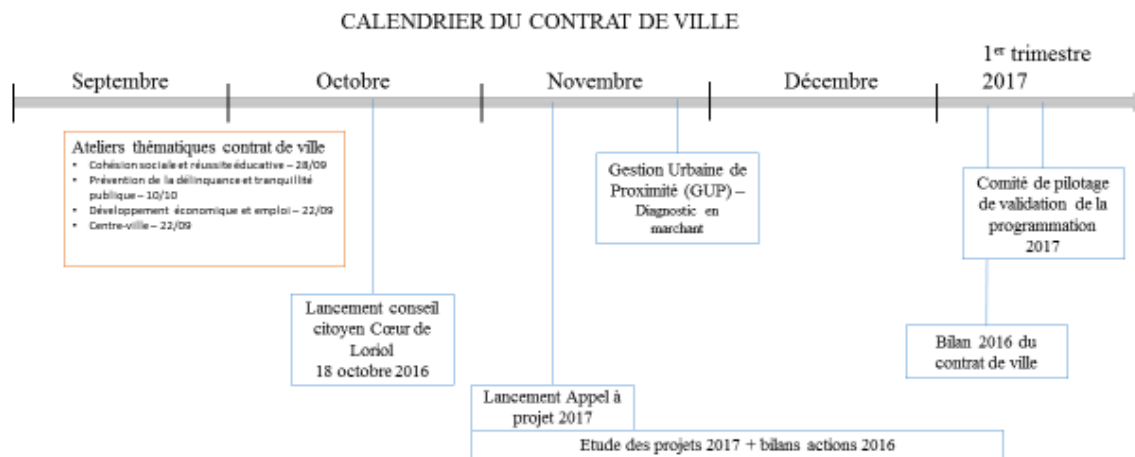 CALENDRIER DU CONTRAT DE VILLE
Septembre
Octobre
Novembre
Décembre
1er trimestre
2017
Ateliers thématiques contrat de ville
• Cohésion sociale et réussite éducative – 28/09
• Prévention de la délinquance et tranquillité
publique – 10/10
• Développement économique et emploi – 22/09
• Centre-ville – 22/09
Gestion Urbaine de
Proximité (GUP) –
Diagnostic en
marchant
Comité de pilotage
de validation de la
programmation
2017
Lancement conseil
citoyen Cœur de
Loriol
18 octobre 2016
Bilan 2016 du
contrat de ville
Lancement Appel à
projet 2017
Etude des projets 2017 + bilans actions 2016